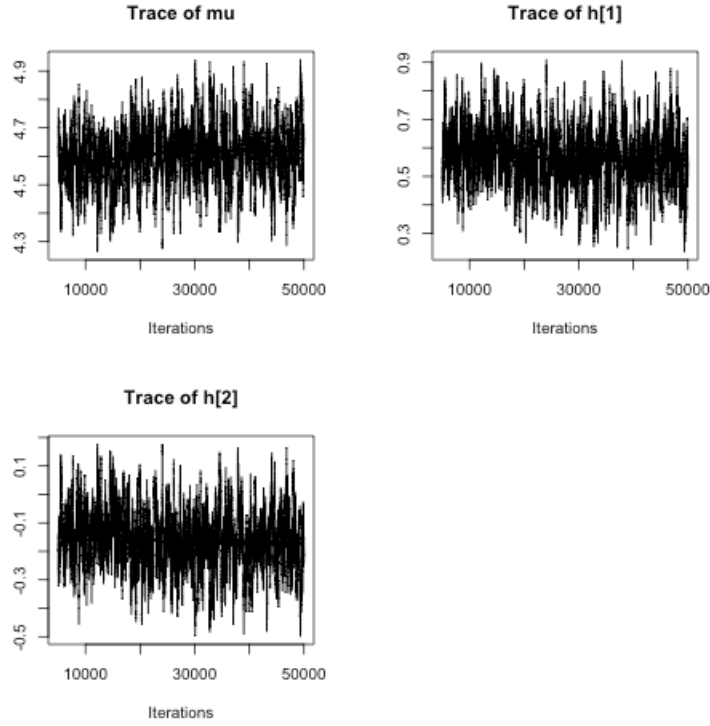 Trace of mu
4.9
4.7
4.5
4.3
10000 30000 50000
Iterations
Trace of h[1]
0.9
0.7
0.5
0.3
10000 30000 50000
Iterations
Trace of h[2]
0.1
-0.1
-0.3
-0.5
10000 30000 50000
Iterations